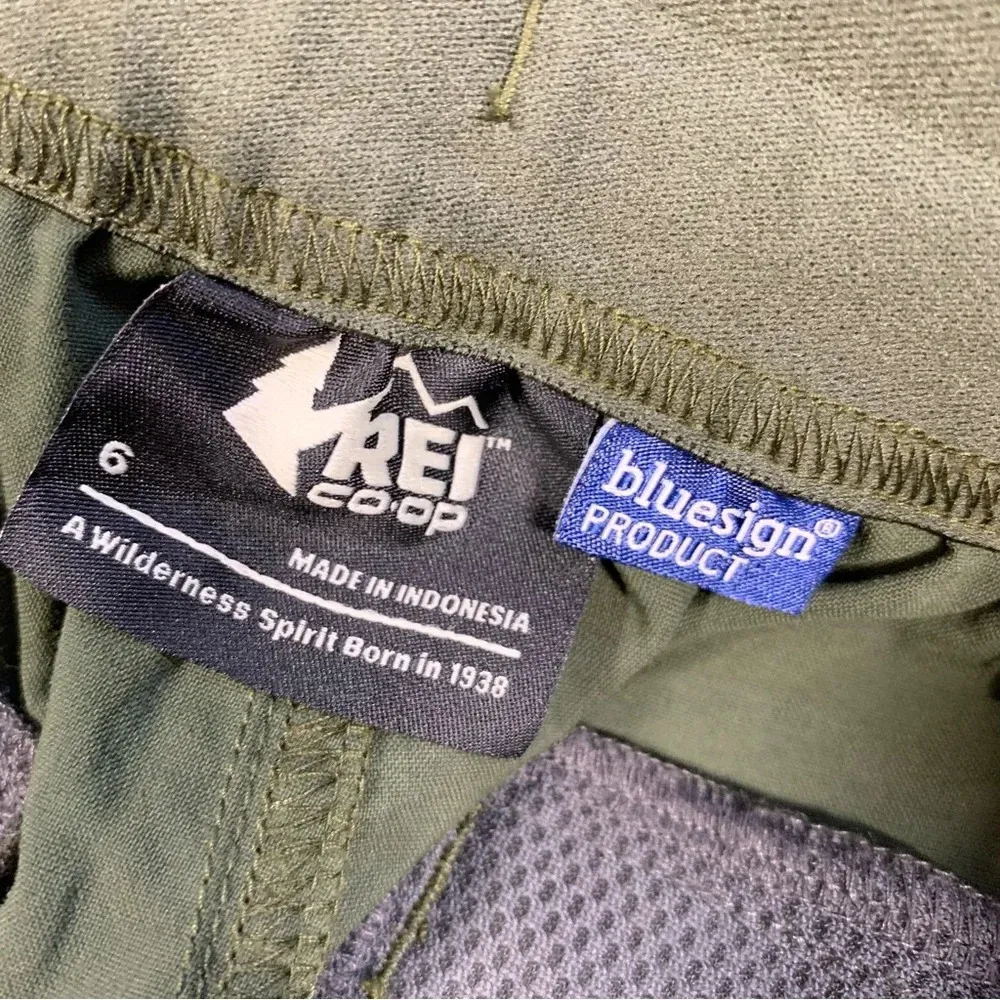 REI™
CO·OP
6
MADE IN INDONESIA
A Wilderness Spirit Born in 1938
bluesign®
PRODUCT